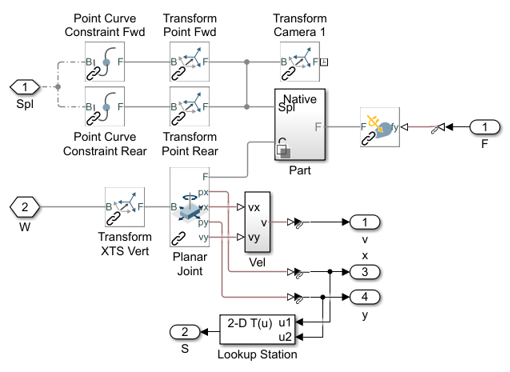 Point Curve
Constraint Fwd
Transform
Point Fwd
Transform
Camera 1
B
F
B
F
B
F
1
Spl
B
F
B
F
Native
Spl
F
C
Part
F
fy
1
F
Point Curve
Constraint Rear
Transform
Point Rear
2
W
B
F
Transform
XTS Vert
B
F
px
vx
py
vy
Planar
Joint
vx
v
vy
Vel
1
v
x
3
4
y
2
S
2-D T(u)
u1
u2
Lookup Station